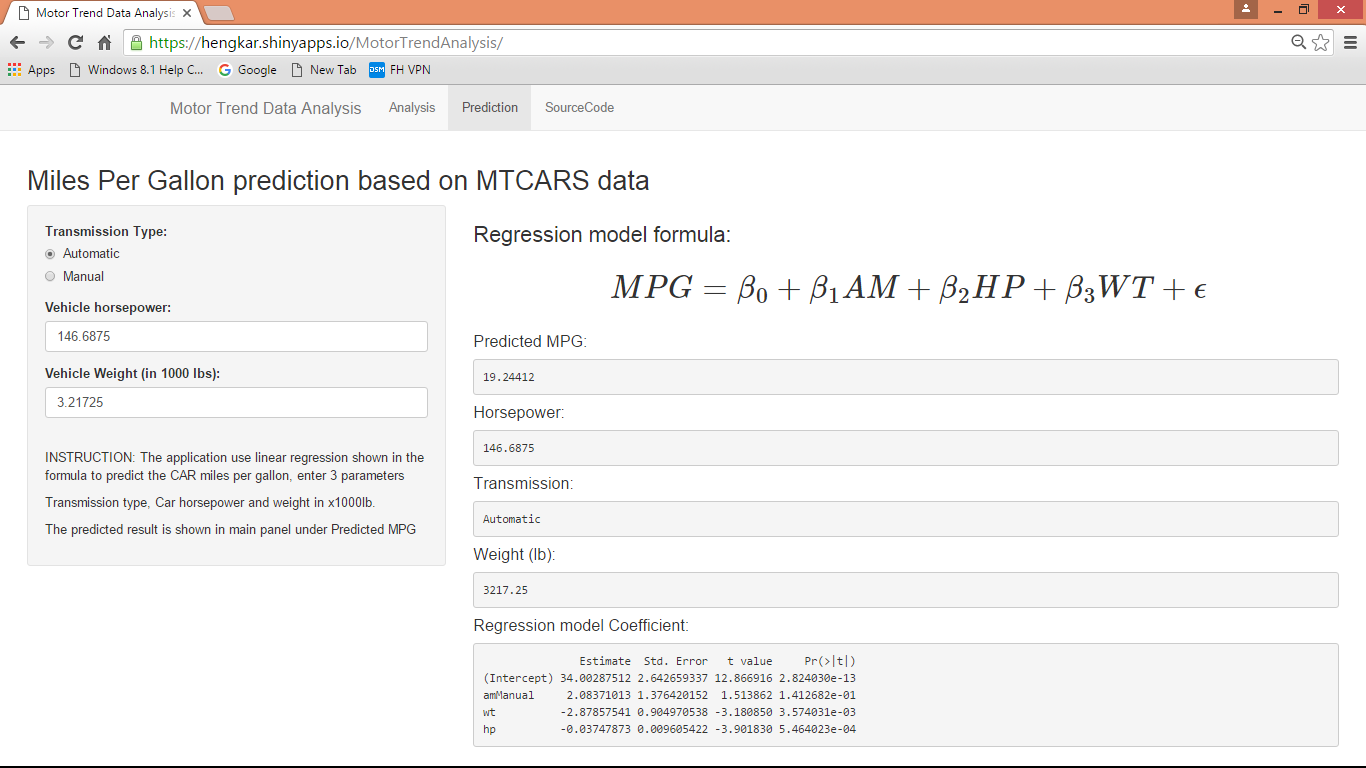 Motor Trend Data Analysis
https://hengkar.shinyapps.io/MotorTrendAnalysis/
Apps Windows 8.1 Help C... Google New Tab DSM FH VPN
Motor Trend Data Analysis Analysis Prediction SourceCode
Miles Per Gallon prediction based on MTCARS data
Transmission Type:
Automatic
Manual
Vehicle horsepower:
146.6875
Vehicle Weight (in 1000 lbs):
3.21725
INSTRUCTION: The application use linear regression shown in the
formula to predict the CAR miles per gallon, enter 3 parameters
Transmission type, Car horsepower and weight in x1000lb.
The predicted result is shown in main panel under Predicted MPG
Regression model formula:
MPG = β₀ + β₁AM + β₂HP + β₃WT + ϵ
Predicted MPG:
19.24412
Horsepower:
146.6875
Transmission:
Automatic
Weight (lb):
3217.25
Regression model Coefficient:
Estimate Std. Error t value Pr(>|t|)
(Intercept) 34.00287512 2.642659337 12.866916 2.824030e-13
amManual 2.08371013 1.376420152 1.513862 1.412682e-01
wt -2.87857541 0.904970538 -3.180850 3.574031e-03
hp -0.03747873 0.009605422 -3.901830 5.464023e-04